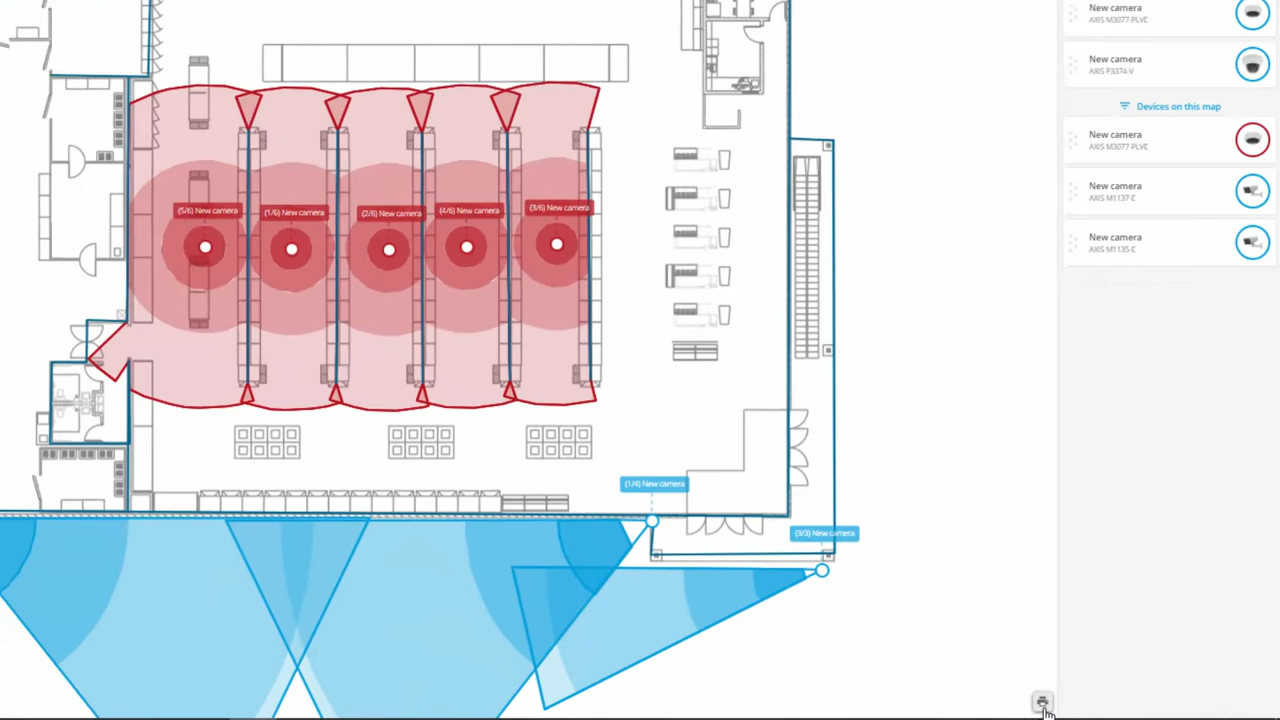 New camera
AXIS M3077-PLVE
New camera
AXIS P3374-V
Devices on this map
New camera
AXIS M3077-PLVE
New camera
AXIS M1137-E
New camera
AXIS M1135-E
(5/6) New camera
(1/6) New camera
(2/6) New camera
(4/6) New camera
(3/6) New camera
(1/4) New camera
(3/3) New camera